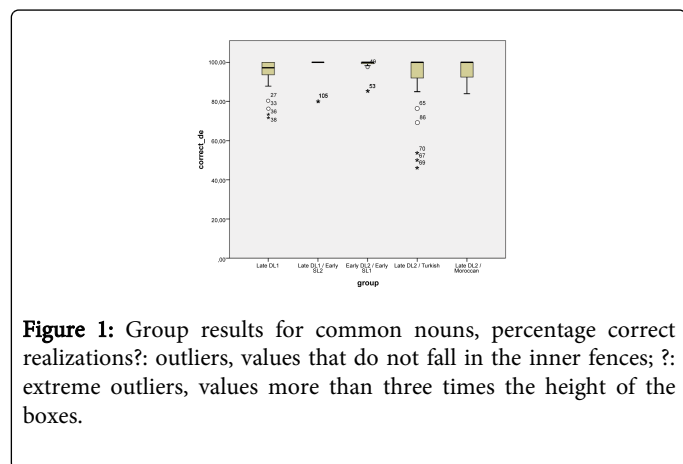 100,00
80,00
60,00
40,00
20,00
,00
correct_de
27
33
36
38
105
49
53
65
86
70
67
69
Late DL1
Late DL1 / Early SL2
Early DL2 / Early SL1
Late DL2 / Turkish
Late DL2 / Moroccan
group
Figure 1: Group results for common nouns, percentage correct
realizations?: outliers, values that do not fall in the inner fences; ?:
extreme outliers, values more than three times the height of the
boxes.